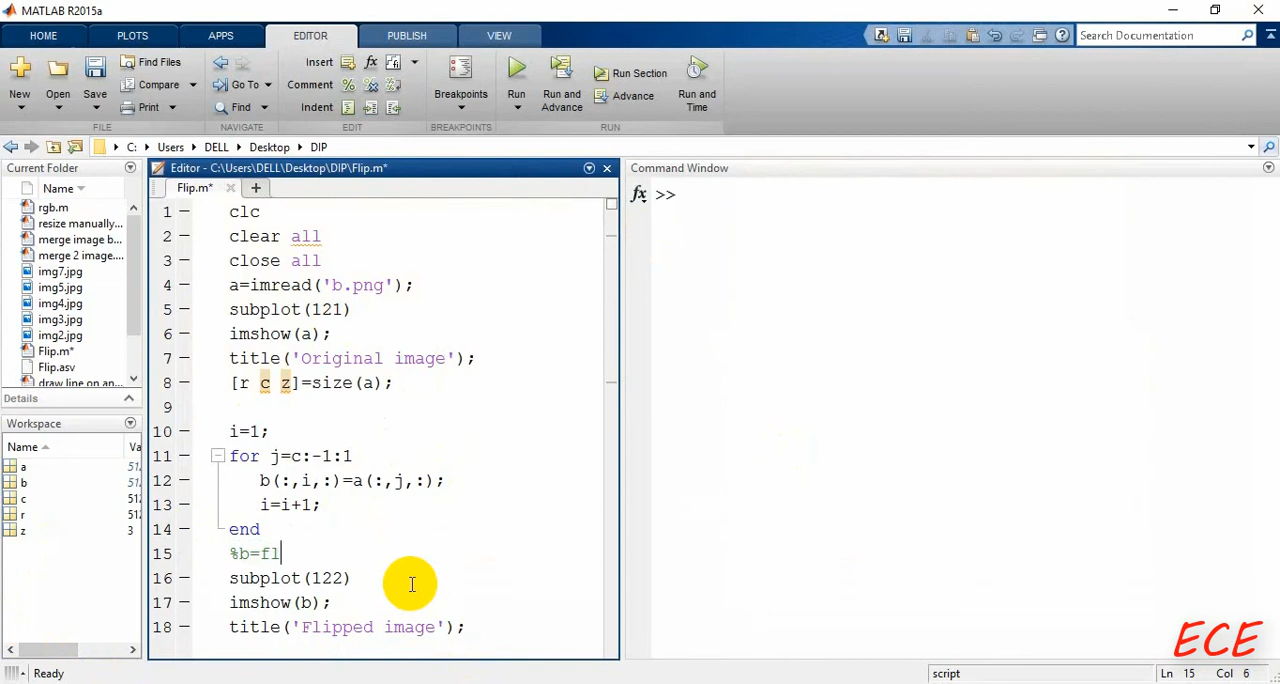 MATLAB R2015a
HOME PLOTS APPS EDITOR PUBLISH VIEW Search Documentation
New Open Save Find Files Compare Print Insert fx Comment Indent Go To Find Breakpoints Run Run and Advance Run Section Advance Run and Time
FILE NAVIGATE EDIT BREAKPOINTS RUN
C: Users DELL Desktop DIP
Current Folder
Name
rgb.m
resize manually...
merge image b...
merge 2 image....
img7.jpg
img5.jpg
img4.jpg
img3.jpg
img2.jpg
Flip.m*
Flip.asv
draw line on an...
Details
Workspace
Name Va
a 51
b 51
c 512
r 512
z 3
Editor - C:\Users\DELL\Desktop\DIP\Flip.m*
Flip.m*
1 clc
2 clear all
3 close all
4 a=imread('b.png');
5 subplot(121)
6 imshow(a);
7 title('Original image');
8 [r c z]=size(a);
9
10 i=1;
11 for j=c:-1:1
12 b(:,i,:)=a(:,j,:);
13 i=i+1;
14 end
15 %b=fl
16 subplot(122)
17 imshow(b);
18 title('Flipped image');
Command Window
fx >>
ECE
Ready script Ln 15 Col 6